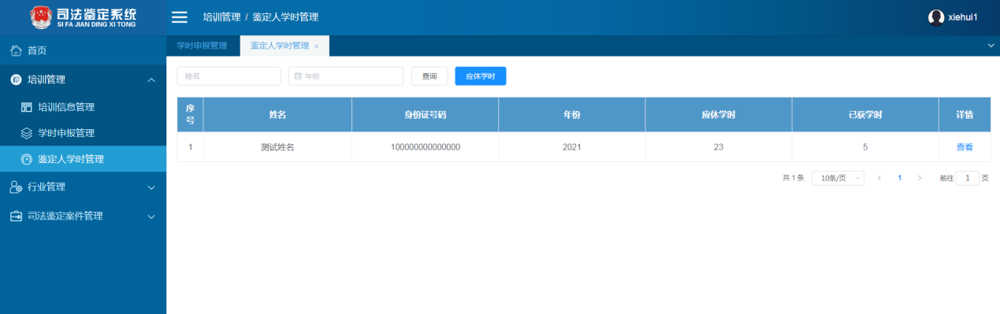 司法鉴定系统
SI FA JIAN DING XI TONG
培训管理 / 鉴定人学时管理
xiehui1
首页
培训管理
培训信息管理
学时申报管理
鉴定人学时管理
行业管理
司法鉴定案件管理
学时申报管理 鉴定人学时管理 ×
姓名 年份 查询 应休学时
序号 姓名 身份证号码 年份 应休学时 已获学时 详情
1 测试姓名 100000000000000 2021 23 5 查看
共 1 条 10条/页 < 1 > 前往 1 页